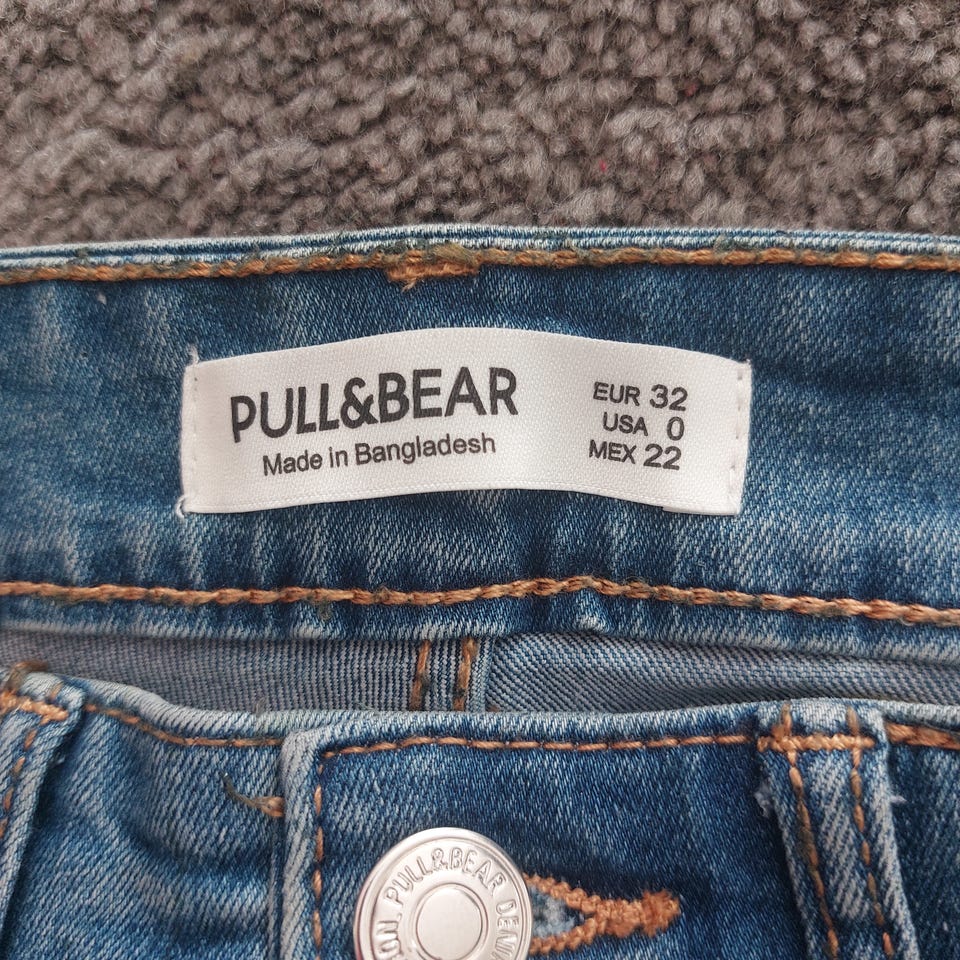 PULL&BEAR
Made in Bangladesh
EUR 32
USA 0
MEX 22
PULL&BEAR